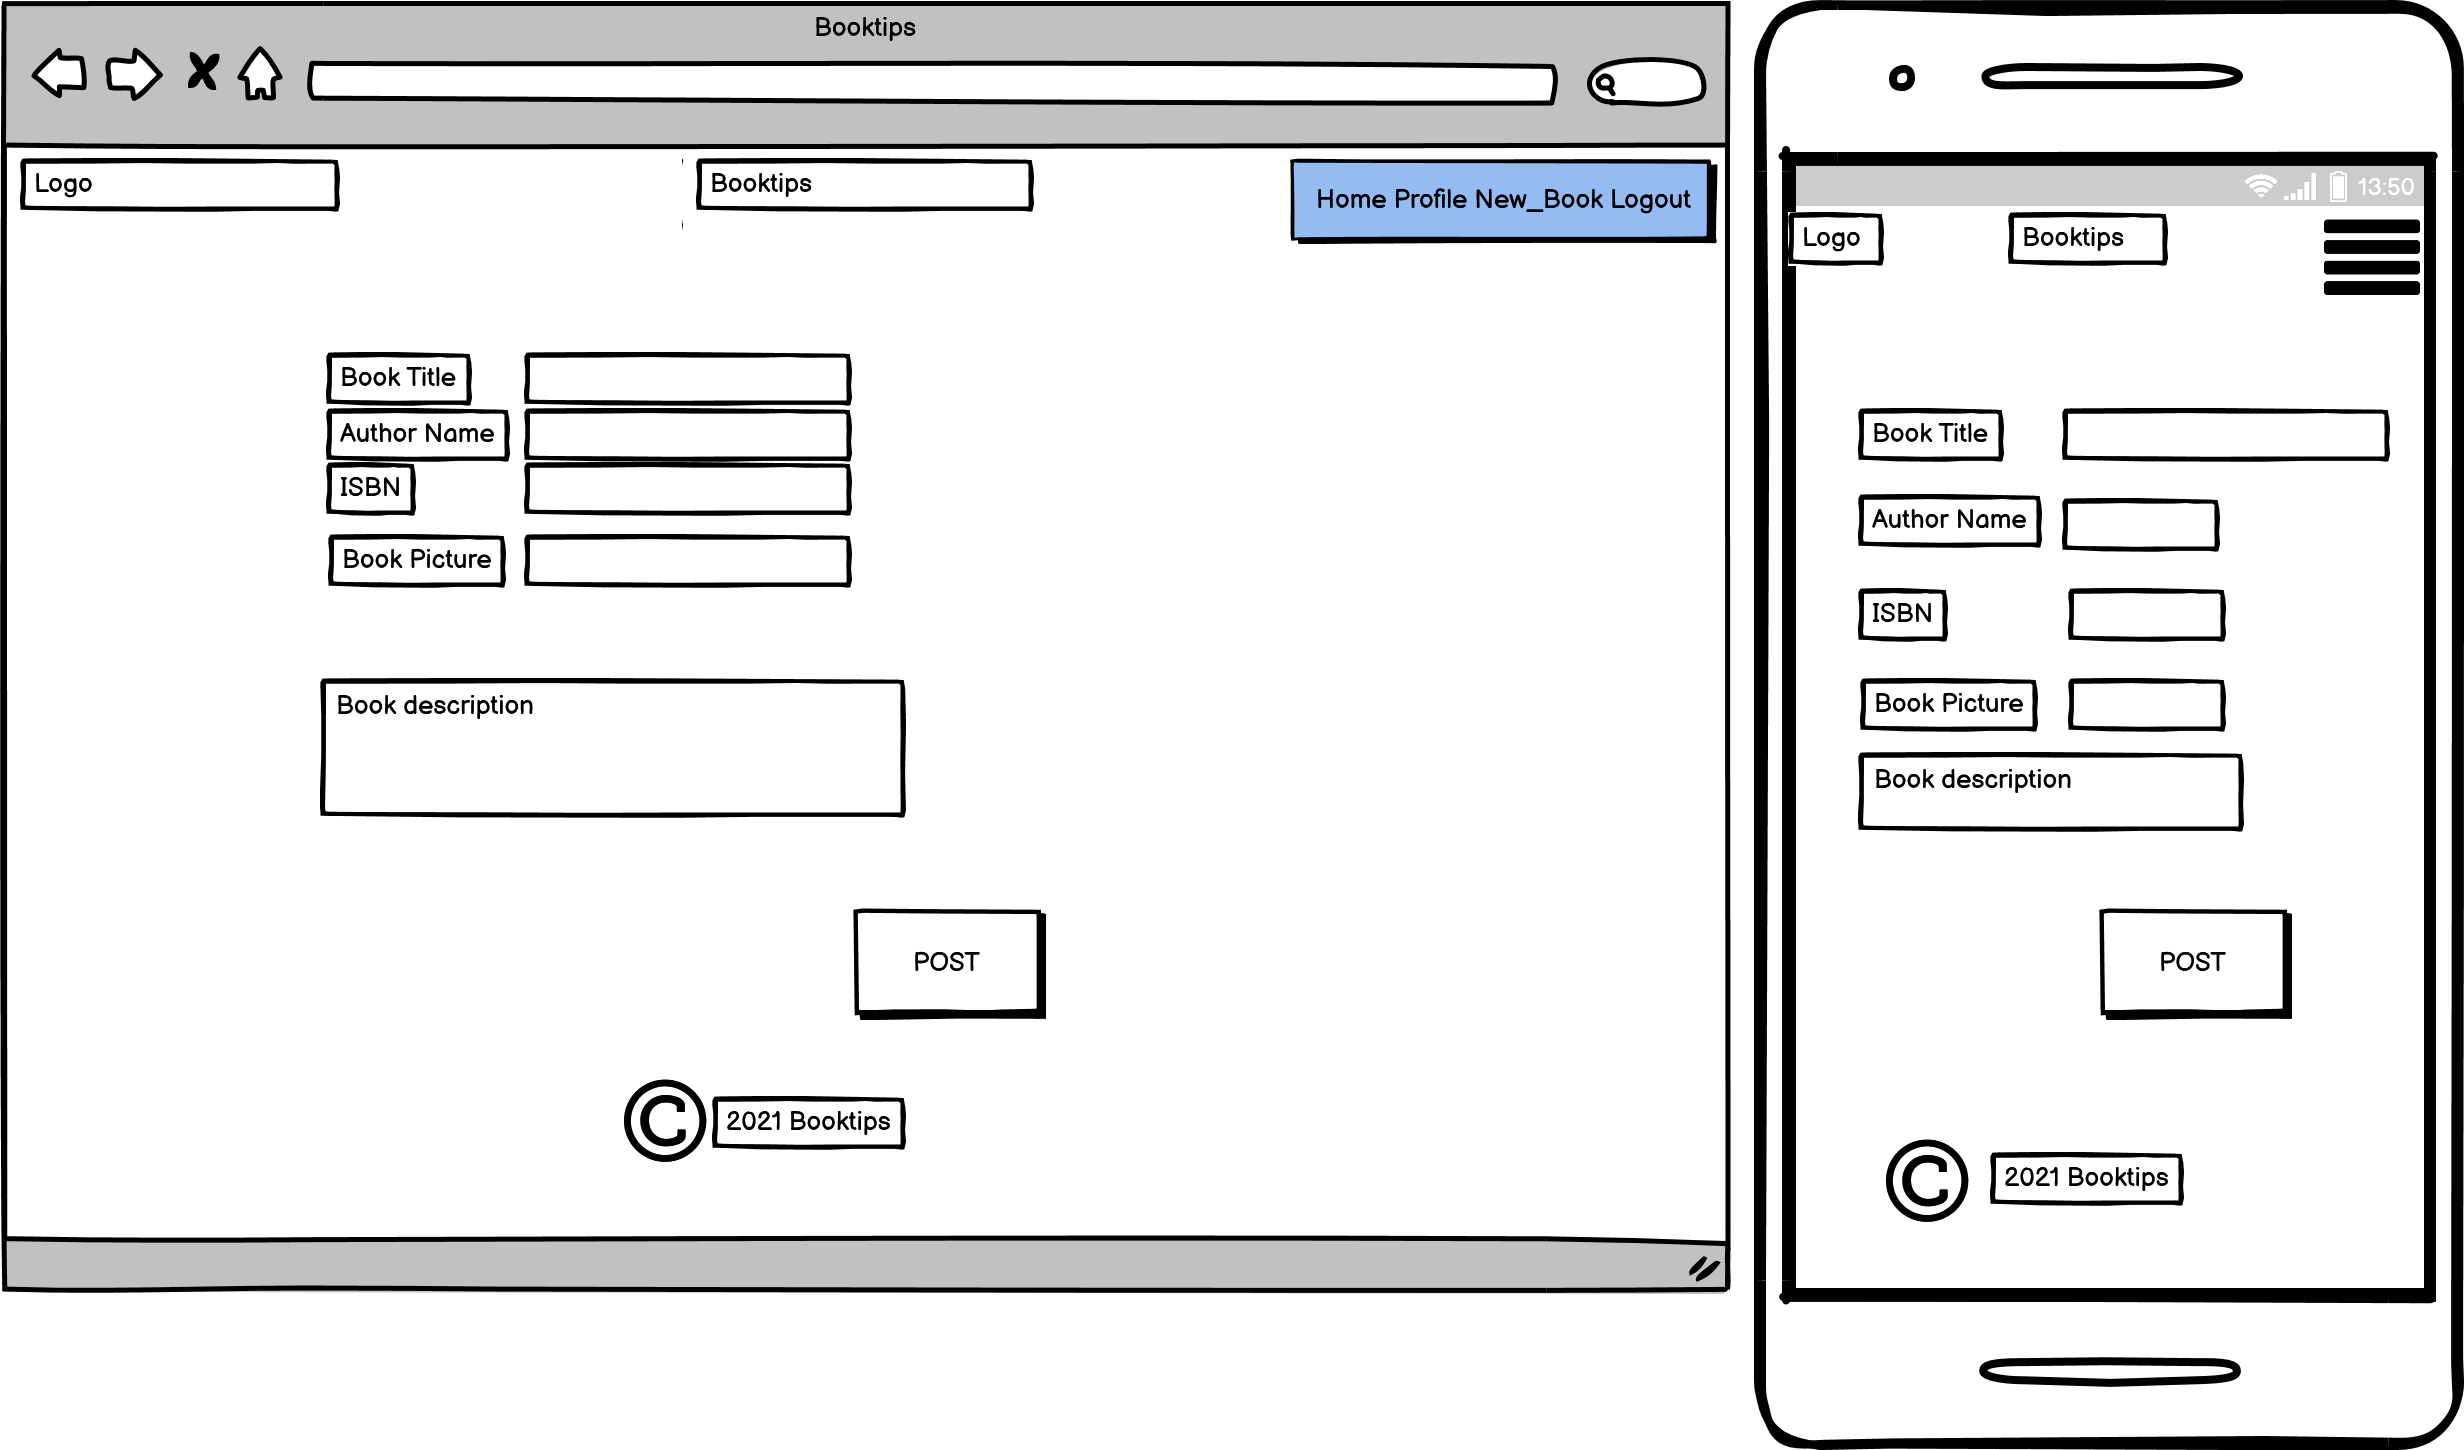 Booktips
Logo
Booktips
Home Profile New_Book Logout
Book Title
Author Name
ISBN
Book Picture
Book description
POST
© 2021 Booktips
13:50
Logo
Booktips
Book Title
Author Name
ISBN
Book Picture
Book description
POST
© 2021 Booktips